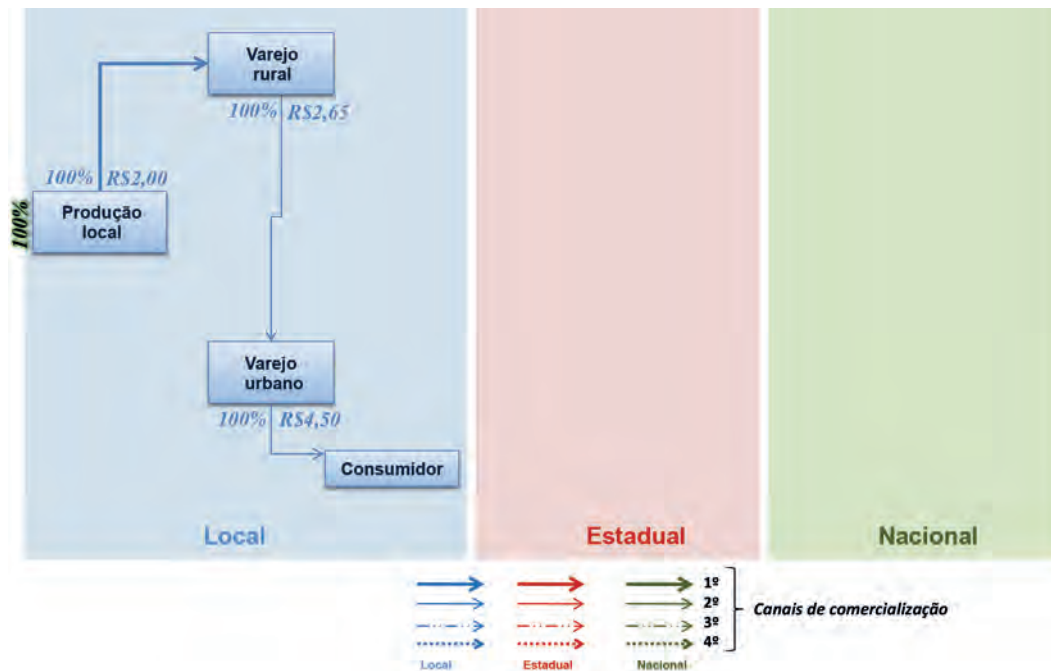 Varejo
rural
100% R$2,65
100% R$2,00
100%
Produção
local
Varejo
urbano
100% R$4,50
Consumidor
Local
Estadual
Nacional
1º
2º
3º
4º
Canais de comercialização
Local
Estadual
Nacional